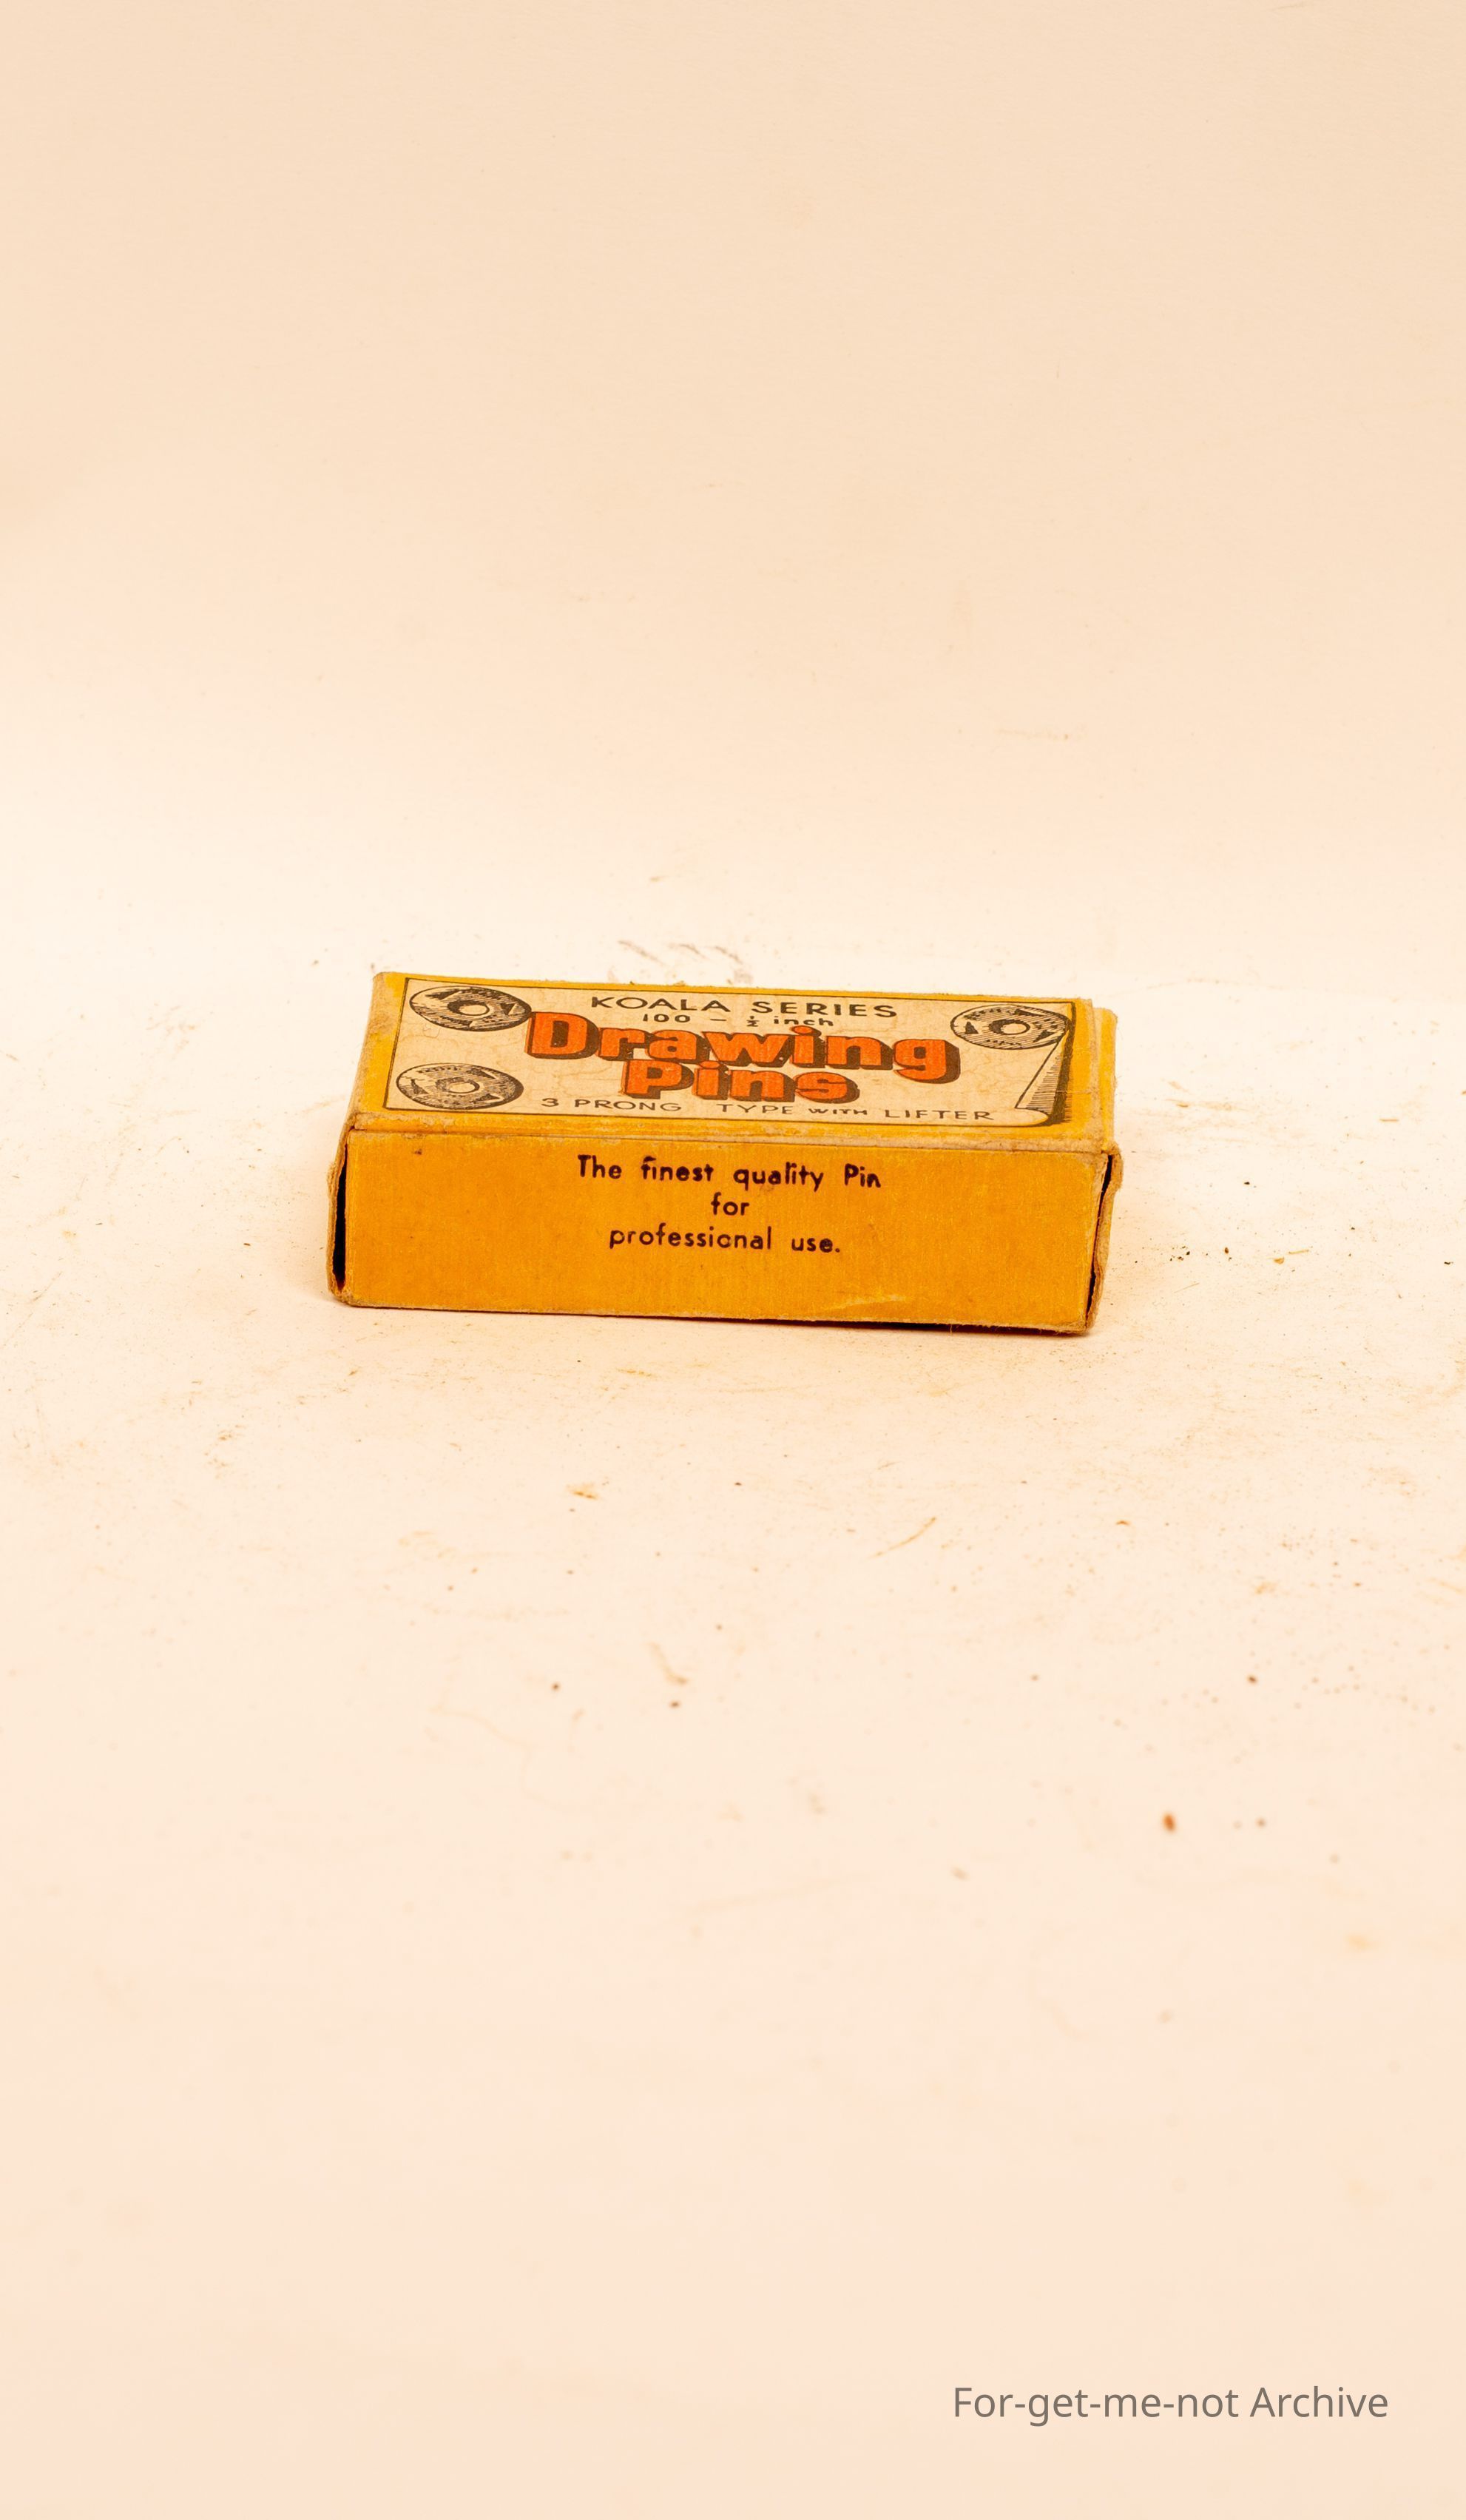 KOALA SERIES
100 - ½ inch
Drawing
Pins
3 PRONG TYPE WITH LIFTER
The finest quality Pin
for
professional use.
For-get-me-not Archive